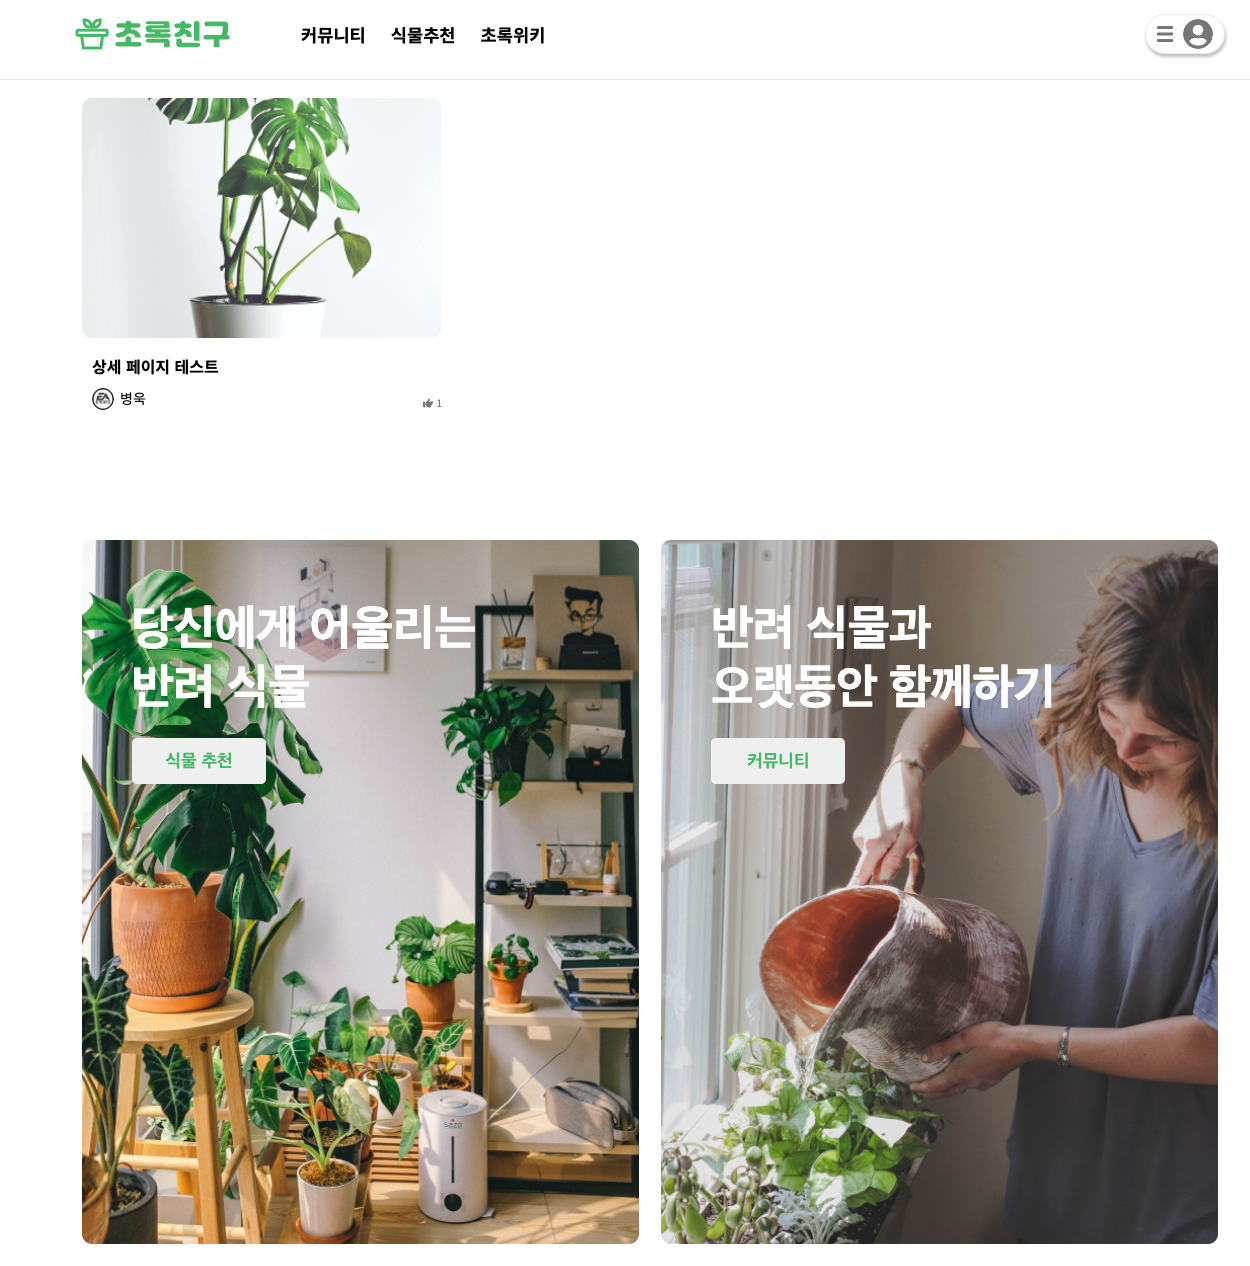 초록친구
커뮤니티 식물추천 초록위키
상세 페이지 테스트
EA
병욱
1
당신에게 어울리는
반려 식물
식물 추천
반려 식물과
오랫동안 함께하기
커뮤니티
sazo